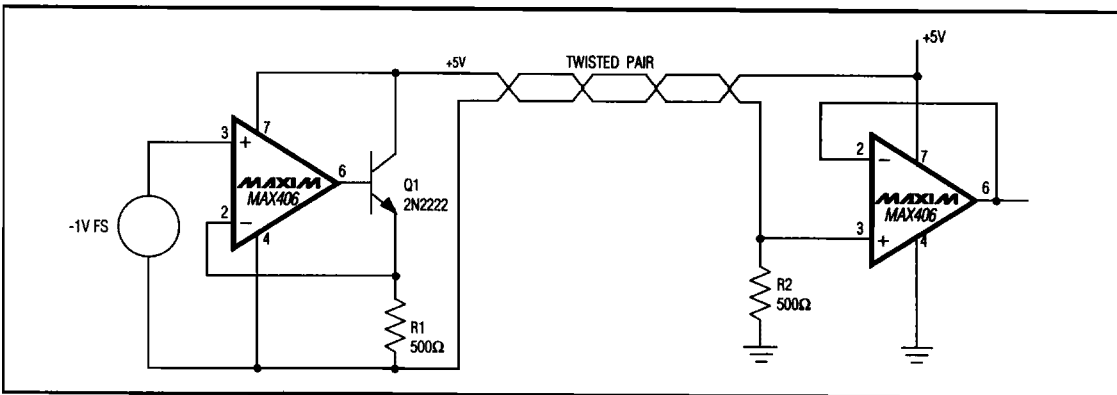 +5V
TWISTED PAIR
+5V
3
+
7
MAXIM
MAX406
6
2
-
4
Q1
2N2222
-1V FS
R1
500Ω
2
-
7
MAXIM
MAX406
6
3
+
4
R2
500Ω